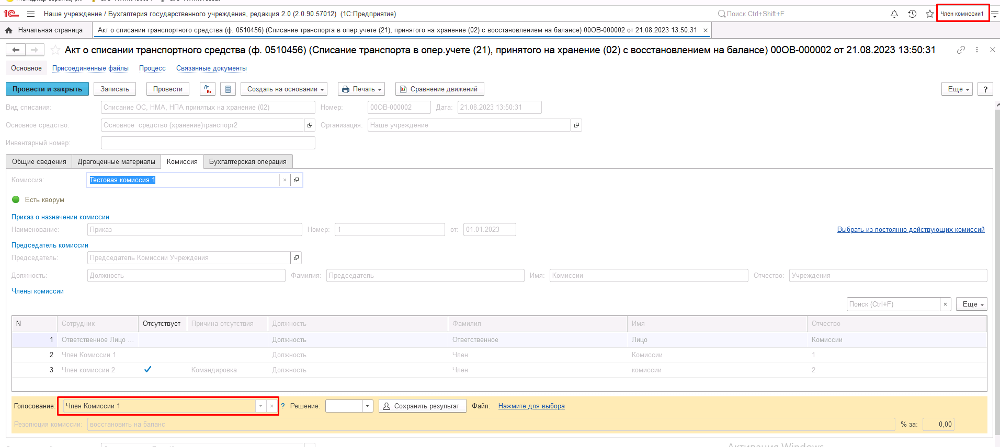 Наше учреждение / Бухгалтерия государственного учреждения, редакция 2.0 (2.0.90.57012) (1С:Предприятие) Поиск Ctrl+Shift+F Член комиссии1
Начальная страница Акт о списании транспортного средства (ф. 0510456) (Списание транспорта в опер.учете (21), принятого на хранение (02) с восстановлением на балансе) 00ОВ-000002 от 21.08.2023 13:50:31 ×
Акт о списании транспортного средства (ф. 0510456) (Списание транспорта в опер.учете (21), принятого на хранение (02) с восстановлением на балансе) 00ОВ-000002 от 21.08.2023 13:50:31
Основное Присоединенные файлы Процесс Связанные документы
Провести и закрыть Записать Провести Дт Кт Создать на основании Печать Сравнение движений Еще ?
Вид списания: Списание ОС, НМА, НПА принятых на хранение (02) Номер: 00ОВ-000002 Дата: 21.08.2023 13:50:31
Основное средство: Основное средство (хранение)транспорт2 Организация: Наше учреждение
Инвентарный номер:
Общие сведения Драгоценные материалы Комиссия Бухгалтерская операция
Комиссия: Тестовая комиссия 1 ×
Есть кворум
Приказ о назначении комиссии
Наименование: Приказ Номер: 1 от: 01.01.2023 Выбрать из постоянно действующих комиссий
Председатель комиссии
Председатель: Председатель Комиссии Учреждения
Должность: Должность Фамилия: Председатель Имя: Комиссии Отчество: Учреждения
Члены комиссии
Поиск (Ctrl+F) × Еще
N Сотрудник Отсутствует Причина отсутствия Должность Фамилия Имя Отчество
1 Ответственное Лицо ... Должность Ответственное Лицо Комиссии
2 Член Комиссии 1 Должность Член Комиссии 1
3 Член комиссии 2 Командировка Должность Член комиссии 2
Голосование: Член Комиссии 1 × ? Решение: Сохранить результат Файл: Нажмите для выбора
Резолюция комиссии: восстановить на баланс % за: 0,00